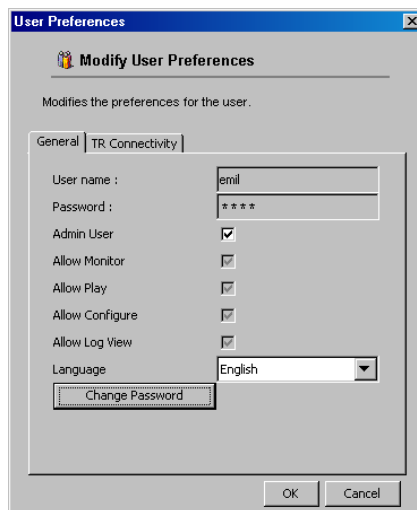 User Preferences
Modify User Preferences
Modifies the preferences for the user.
General TR Connectivity
User name : emil
Password : ****
Admin User
Allow Monitor
Allow Play
Allow Configure
Allow Log View
Language English
Change Password
OK Cancel